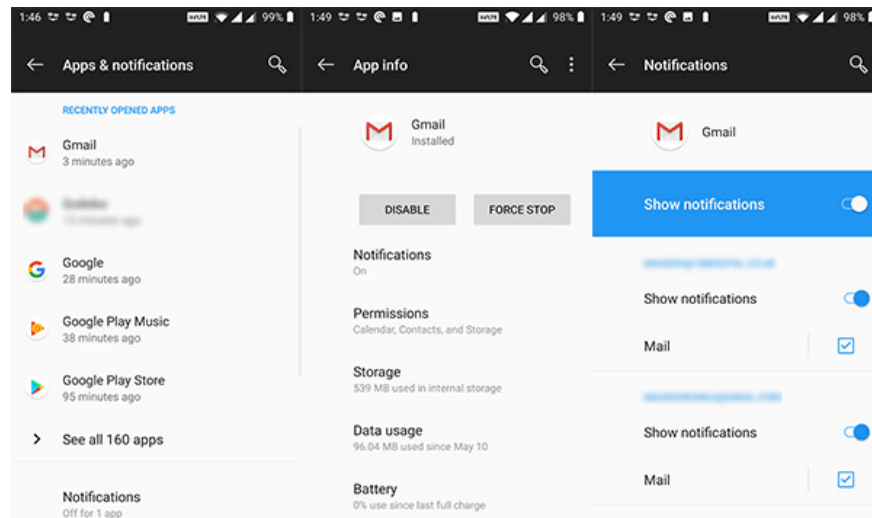 1:46
99%
Apps & notifications
RECENTLY OPENED APPS
Gmail
3 minutes ago
Google
28 minutes ago
Google Play Music
38 minutes ago
Google Play Store
95 minutes ago
See all 160 apps
Notifications
Off for 1 app
1:49
98%
App info
Gmail
Installed
DISABLE
FORCE STOP
Notifications
On
Permissions
Calendar, Contacts, and Storage
Storage
539 MB used in internal storage
Data usage
96.04 MB used since May 10
Battery
0% use since last full charge
1:49
98%
Notifications
Gmail
Show notifications
Show notifications
Mail
Show notifications
Mail